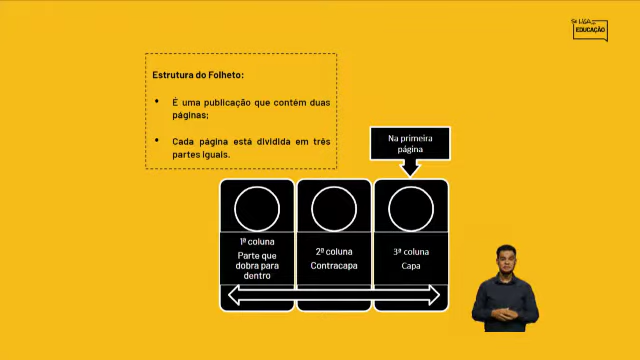 Se LIGA na
EDUCAÇÃO
Estrutura do Folheto:
• É uma publicação que contém duas
páginas;
• Cada página está dividida em três
partes iguais.
Na primeira
página
1ª coluna
Parte que
dobra para
dentro
2ª coluna
Contracapa
3ª coluna
Capa